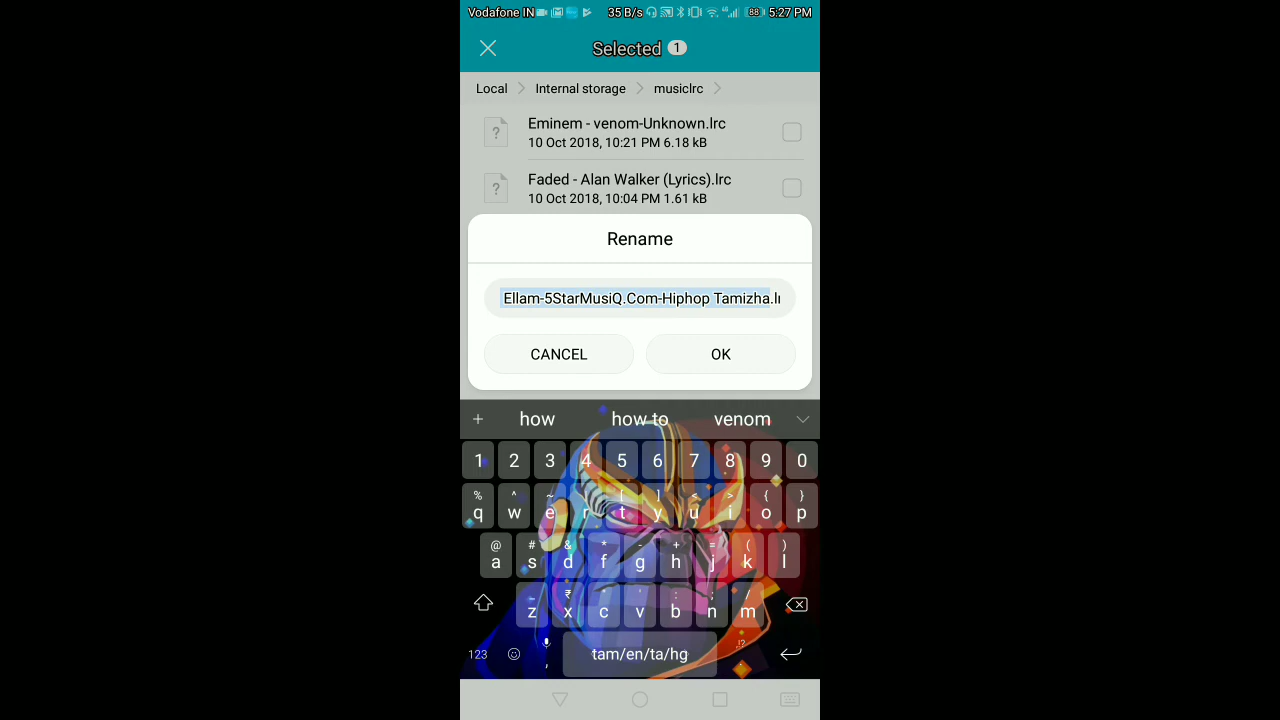 Vodafone IN 35 B/s 88 5:27 PM
Selected 1
Local Internal storage musiclrc
Eminem - venom-Unknown.lrc
10 Oct 2018, 10:21 PM 6.18 kB
Faded - Alan Walker (Lyrics).lrc
10 Oct 2018, 10:04 PM 1.61 kB
Rename
Ellam-5StarMusiQ.Com-Hiphop Tamizha.lr
CANCEL OK
+ how how to venom
1 2 3 4 5 6 7 8 9 0
% ^ ~ | [ ] < > { }
q w e r t y u i o p
@ # & * - + = ( )
a s d f g h j k l
_ ₹ " ' : ; /
z x c v b n m
123 , tam/en/ta/hg .